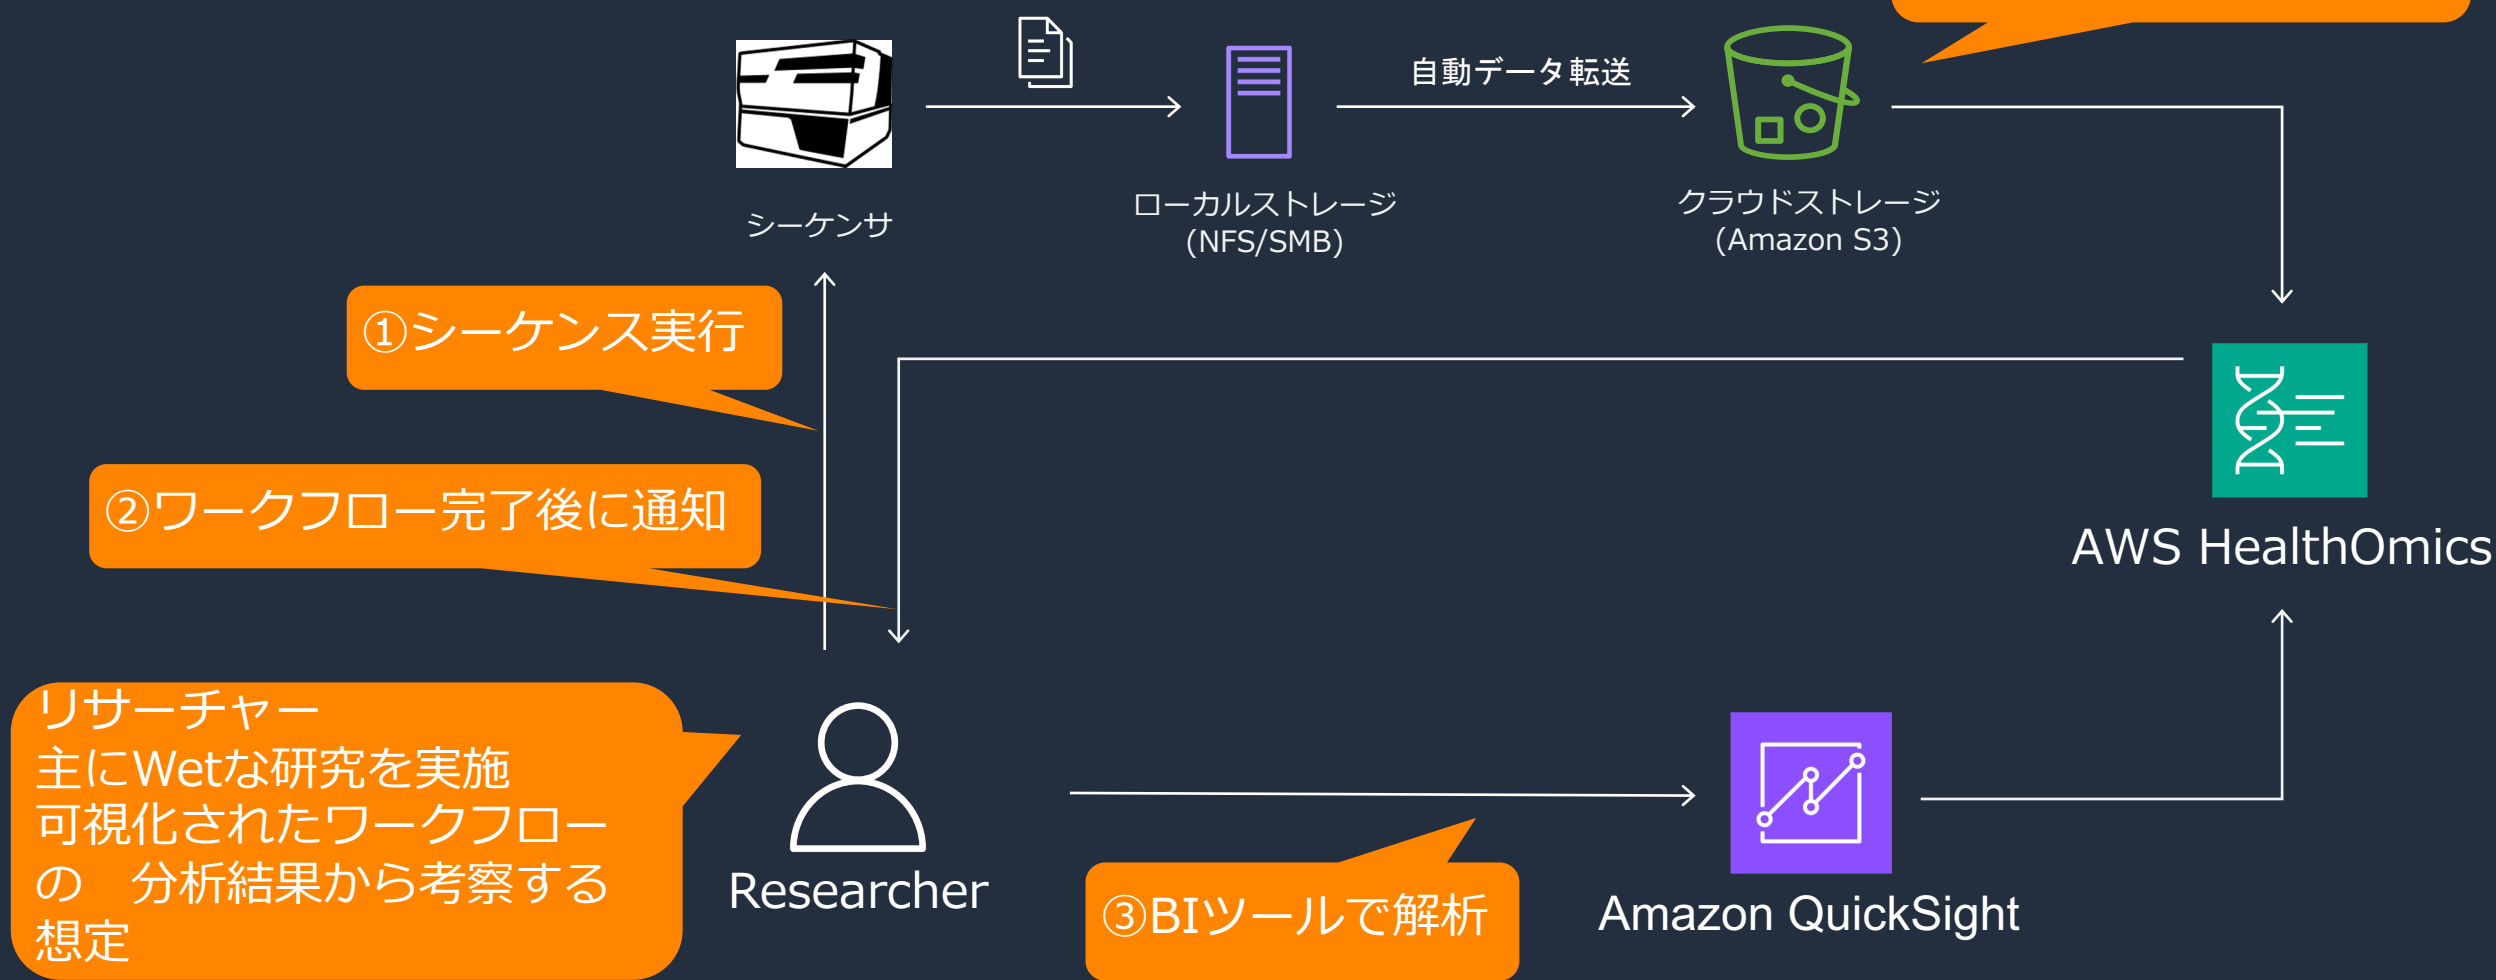 自動データ転送
シーケンサ
ローカルストレージ
(NFS/SMB)
クラウドストレージ
(Amazon S3)
①シーケンス実行
②ワークフロー完了後に通知
AWS HealthOmics
リサーチャー
主にWetな研究を実施
可視化されたワークフロー
の　分析結果から考察する
想定
Researcher
③BIツールで解析
Amazon QuickSight